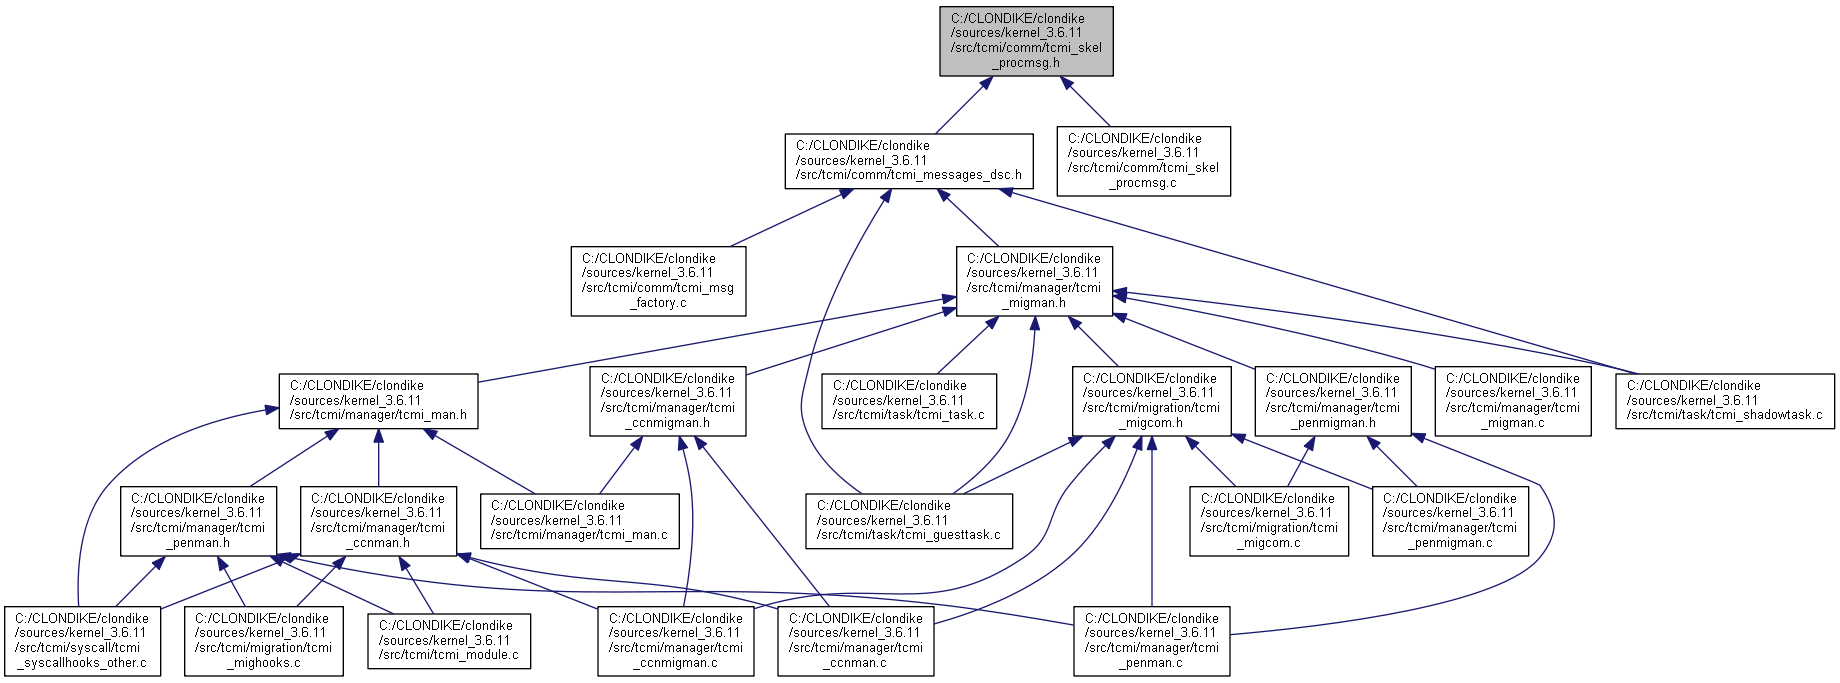 C:/CLONDIKE/clondike
/sources/kernel_3.6.11
/src/tcmi/comm/tcmi_skel
_procmsg.h
C:/CLONDIKE/clondike
/sources/kernel_3.6.11
/src/tcmi/comm/tcmi_messages_dsc.h
C:/CLONDIKE/clondike
/sources/kernel_3.6.11
/src/tcmi/comm/tcmi_skel
_procmsg.c
C:/CLONDIKE/clondike
/sources/kernel_3.6.11
/src/tcmi/comm/tcmi_msg
_factory.c
C:/CLONDIKE/clondike
/sources/kernel_3.6.11
/src/tcmi/manager/tcmi
_migman.h
C:/CLONDIKE/clondike
/sources/kernel_3.6.11
/src/tcmi/manager/tcmi_man.h
C:/CLONDIKE/clondike
/sources/kernel_3.6.11
/src/tcmi/manager/tcmi
_ccnmigman.h
C:/CLONDIKE/clondike
/sources/kernel_3.6.11
/src/tcmi/task/tcmi_task.c
C:/CLONDIKE/clondike
/sources/kernel_3.6.11
/src/tcmi/migration/tcmi
_migcom.h
C:/CLONDIKE/clondike
/sources/kernel_3.6.11
/src/tcmi/manager/tcmi
_penmigman.h
C:/CLONDIKE/clondike
/sources/kernel_3.6.11
/src/tcmi/manager/tcmi
_migman.c
C:/CLONDIKE/clondike
/sources/kernel_3.6.11
/src/tcmi/task/tcmi_shadowtask.c
C:/CLONDIKE/clondike
/sources/kernel_3.6.11
/src/tcmi/manager/tcmi
_penman.h
C:/CLONDIKE/clondike
/sources/kernel_3.6.11
/src/tcmi/manager/tcmi
_ccnman.h
C:/CLONDIKE/clondike
/sources/kernel_3.6.11
/src/tcmi/manager/tcmi_man.c
C:/CLONDIKE/clondike
/sources/kernel_3.6.11
/src/tcmi/task/tcmi_guesttask.c
C:/CLONDIKE/clondike
/sources/kernel_3.6.11
/src/tcmi/migration/tcmi
_migcom.c
C:/CLONDIKE/clondike
/sources/kernel_3.6.11
/src/tcmi/manager/tcmi
_penmigman.c
C:/CLONDIKE/clondike
/sources/kernel_3.6.11
/src/tcmi/syscall/tcmi
_syscallhooks_other.c
C:/CLONDIKE/clondike
/sources/kernel_3.6.11
/src/tcmi/migration/tcmi
_mighooks.c
C:/CLONDIKE/clondike
/sources/kernel_3.6.11
/src/tcmi/tcmi_module.c
C:/CLONDIKE/clondike
/sources/kernel_3.6.11
/src/tcmi/manager/tcmi
_ccnmigman.c
C:/CLONDIKE/clondike
/sources/kernel_3.6.11
/src/tcmi/manager/tcmi
_ccnman.c
C:/CLONDIKE/clondike
/sources/kernel_3.6.11
/src/tcmi/manager/tcmi
_penman.c